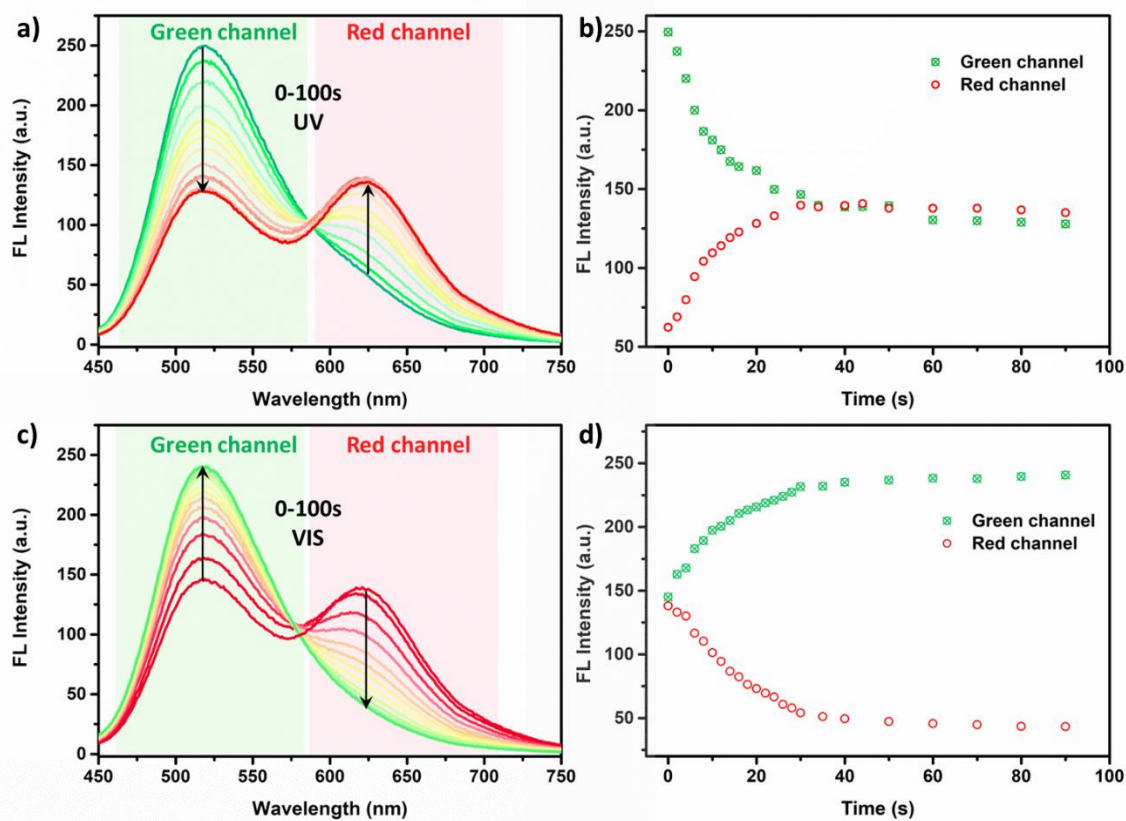 a)
Green channel Red channel
0-100s
UV
FL Intensity (a.u.)
250
200
150
100
50
0
450 500 550 600 650 700 750
Wavelength (nm)
b)
Green channel
Red channel
FL Intensity (a.u.)
250
200
150
100
50
0 20 40 60 80 100
Time (s)
c)
Green channel Red channel
0-100s
VIS
FL Intensity (a.u.)
250
200
150
100
50
0
450 500 550 600 650 700 750
Wavelength (nm)
d)
Green channel
Red channel
FL Intensity (a.u.)
250
200
150
100
50
0 20 40 60 80 100
Time (s)